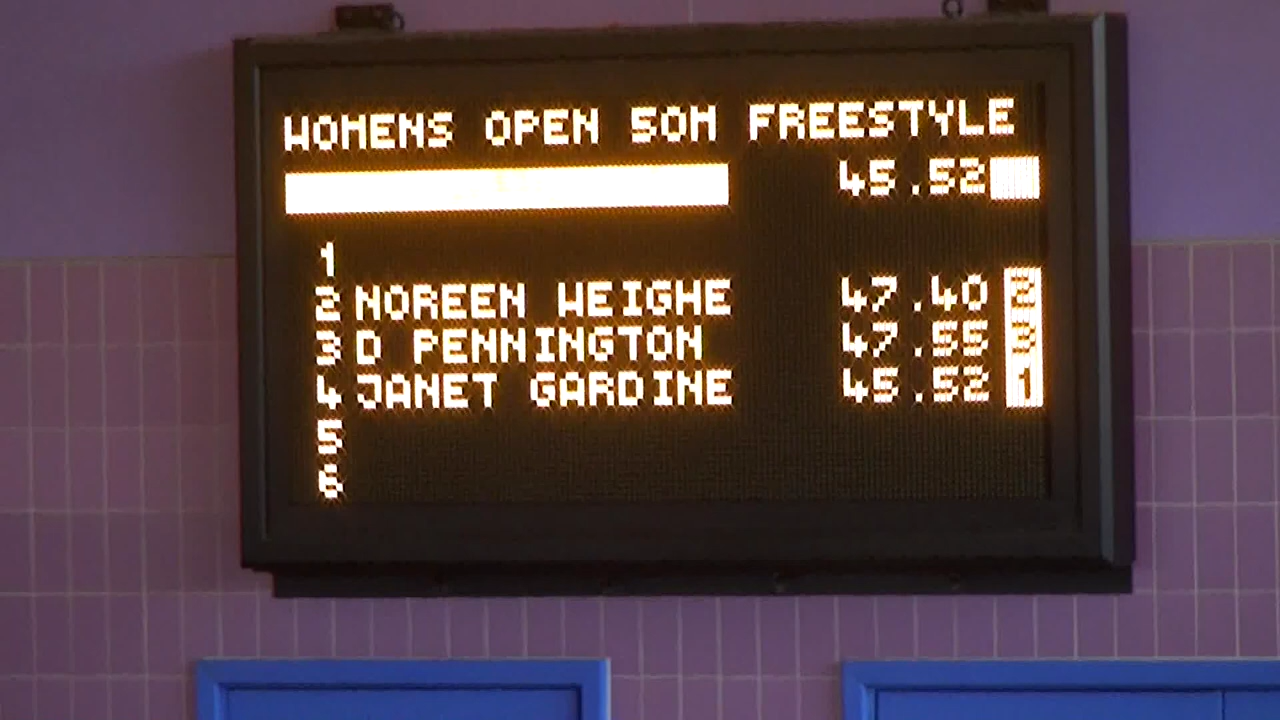 WOMENS OPEN 50M FREESTYLE
45.52
1
2 NOREEN WEIGHE 47.40 2
3 D PENNINGTON 47.55 3
4 JANET GARDINE 45.52 1
5
6